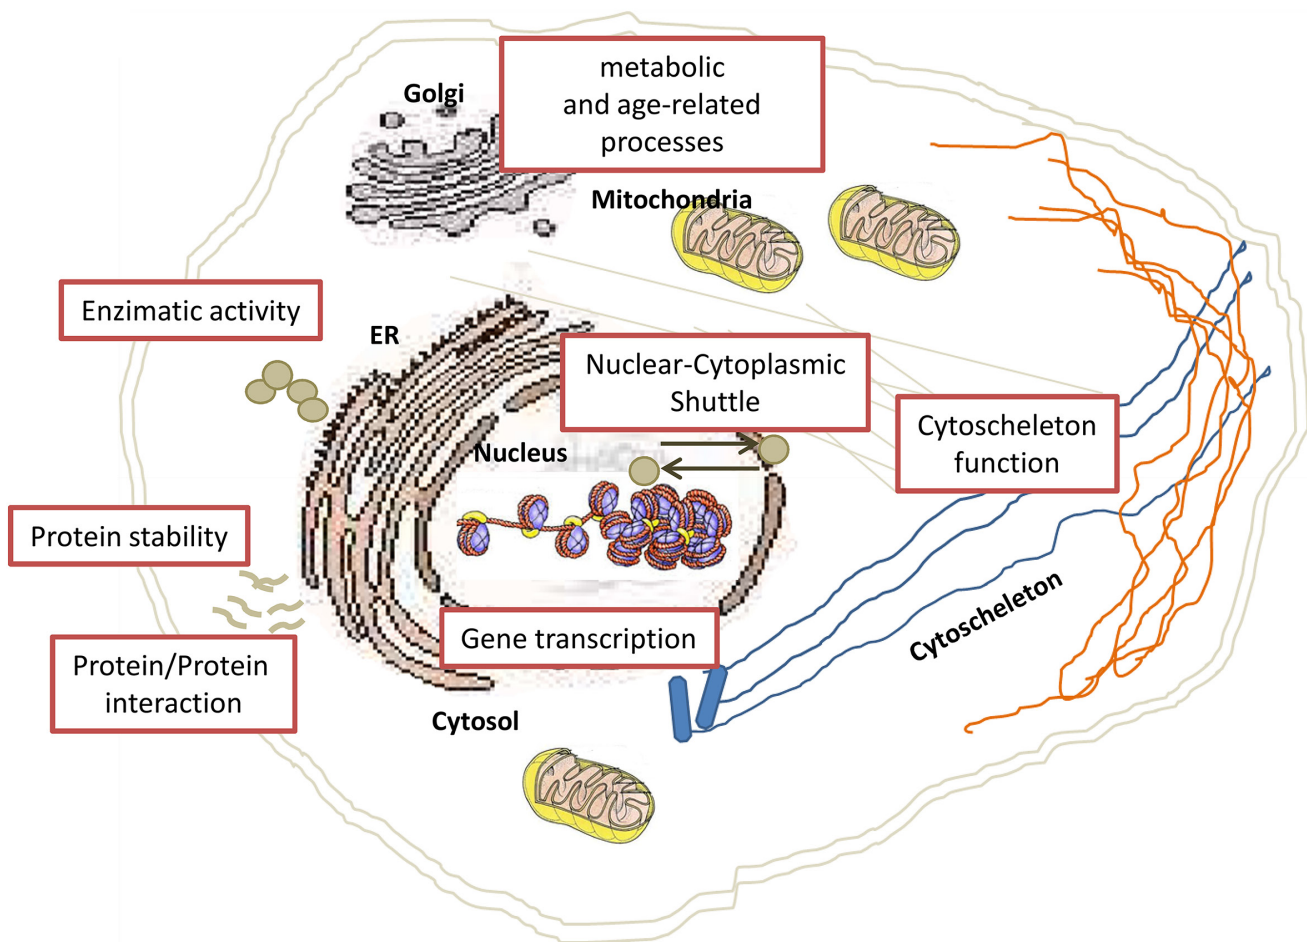 metabolic
and age-related
processes
Golgi
Mitochondria
Enzimatic activity
ER
Nuclear-Cytoplasmic
Shuttle
Cytoscheleton
function
Nucleus
Protein stability
Gene transcription
Cytoscheleton
Protein/Protein
interaction
Cytosol